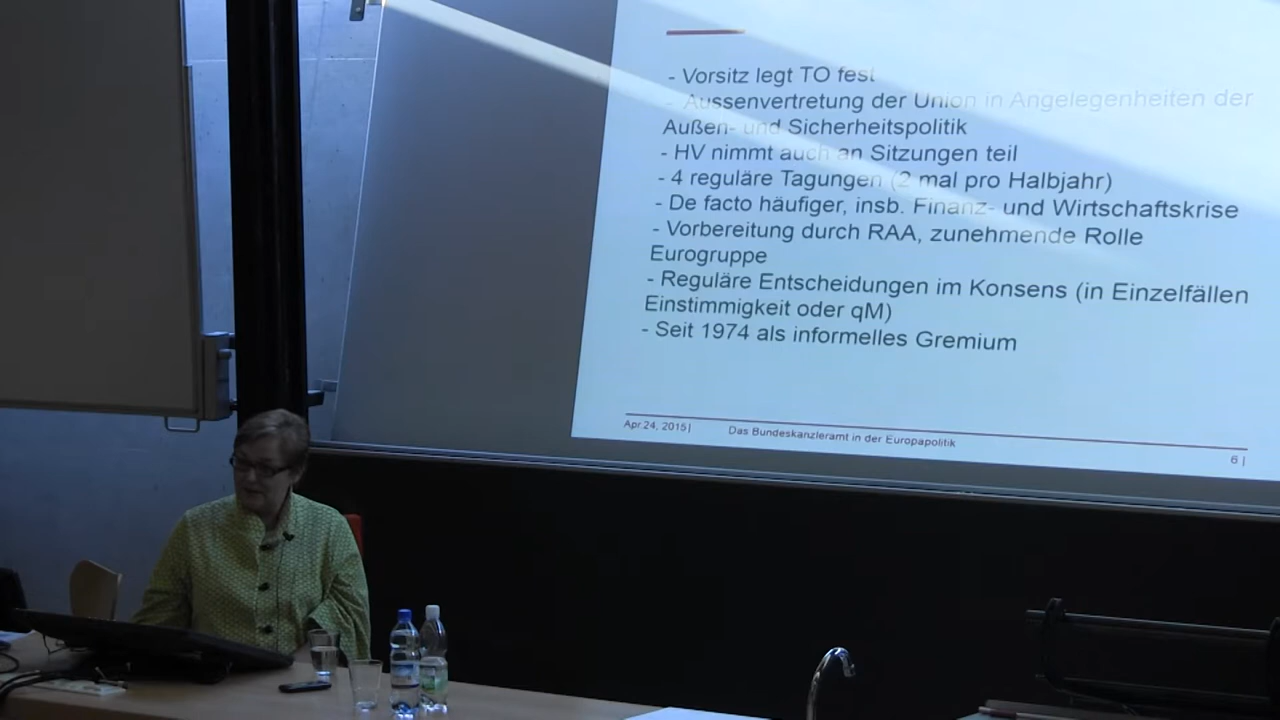 - Vorsitz legt TO fest
- Aussenvertretung der Union in Angelegenheiten der
Außen- und Sicherheitspolitik
- HV nimmt auch an Sitzungen teil
- 4 reguläre Tagungen (2 mal pro Halbjahr)
- De facto häufiger, insb. Finanz- und Wirtschaftskrise
- Vorbereitung durch RAA, zunehmende Rolle
Eurogruppe
- Reguläre Entscheidungen im Konsens (in Einzelfällen
Einstimmigkeit oder qM)
- Seit 1974 als informelles Gremium
Apr.24, 2015| Das Bundeskanzleramt in der Europapolitik
6 |